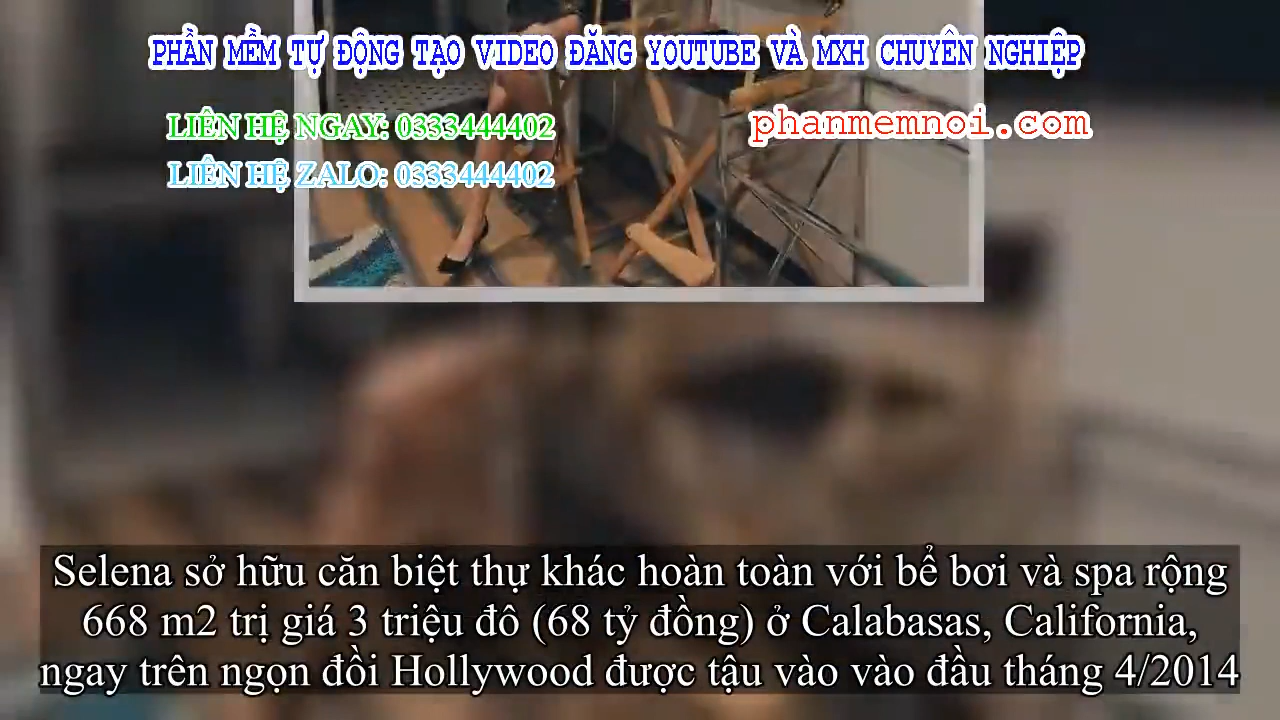 PHẦN MỀM TỰ ĐỘNG TẠO VIDEO ĐĂNG YOUTUBE VÀ MXH CHUYÊN NGHIỆP
LIÊN HỆ NGAY: 0333444402
phanmemnoi.com
LIÊN HỆ ZALO: 0333444402
Selena sở hữu căn biệt thự khác hoàn toàn với bể bơi và spa rộng
668 m2 trị giá 3 triệu đô (68 tỷ đồng) ở Calabasas, California,
ngay trên ngọn đồi Hollywood được tậu vào vào đầu tháng 4/2014